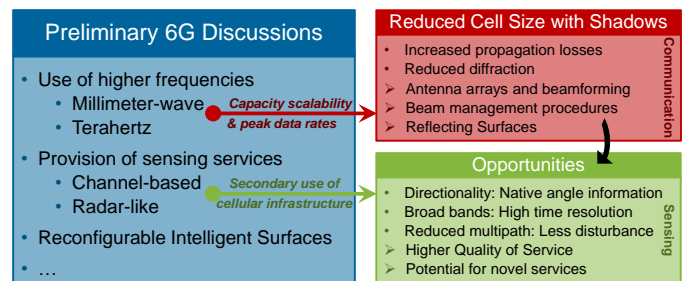 Preliminary 6G Discussions
• Use of higher frequencies
• Millimeter-wave
• Terahertz
• Provision of sensing services
• Channel-based
• Radar-like
• Reconfigurable Intelligent Surfaces
• …
Capacity scalability
& peak data rates
Secondary use of
cellular infrastructure
Reduced Cell Size with Shadows
• Increased propagation losses
• Reduced diffraction
➢ Antenna arrays and beamforming
➢ Beam management procedures
➢ Reflecting Surfaces
Communication
Opportunities
• Directionality: Native angle information
• Broad bands: High time resolution
• Reduced multipath: Less disturbance
➢ Higher Quality of Service
➢ Potential for novel services
Sensing